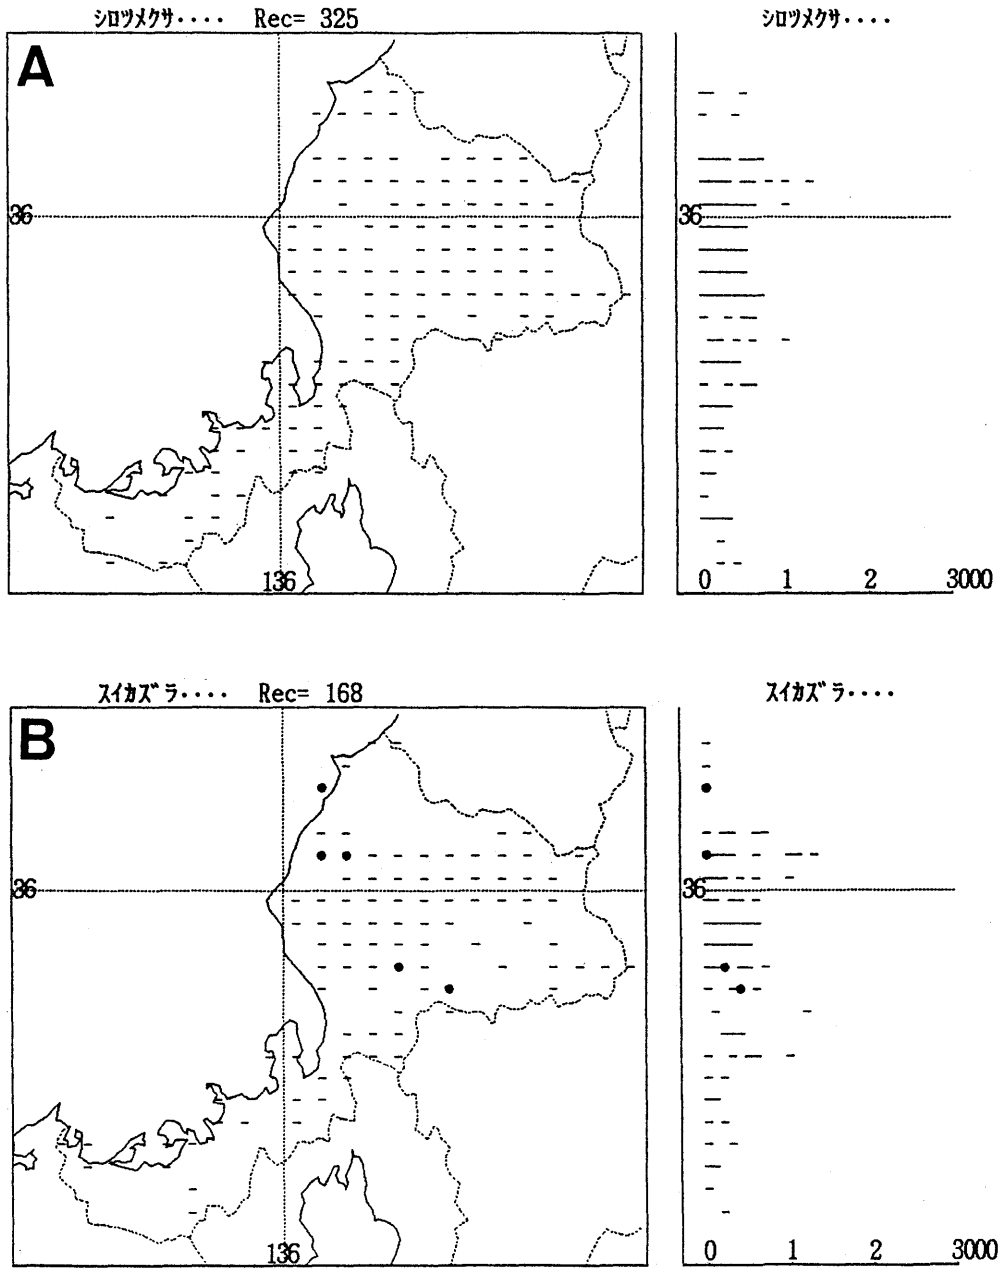 ｼﾛﾂﾒｸｻ････ Rec= 325 ｼﾛﾂﾒｸｻ････
A
36 36
136 0 1 2 3000
ｽｲｶｽﾞﾗ････ Rec= 168 ｽｲｶｽﾞﾗ････
B
36 36
136 0 1 2 3000